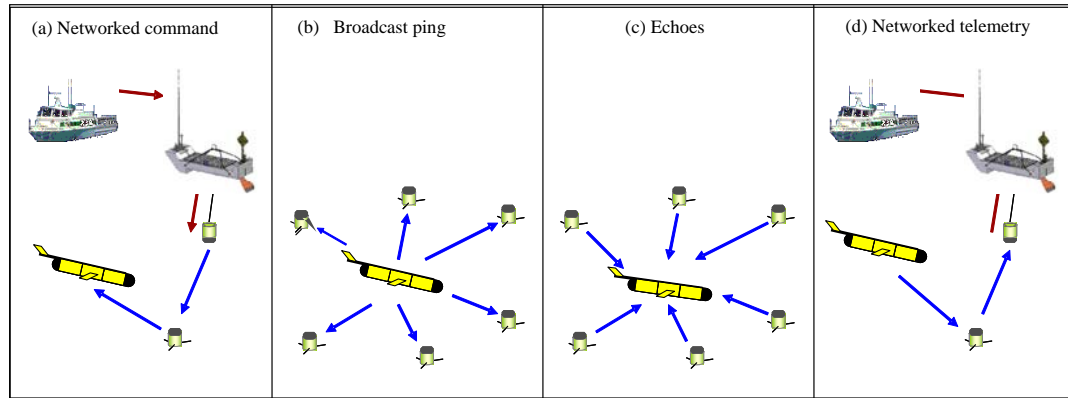 (a) Networked command
(b) Broadcast ping
(c) Echoes
(d) Networked telemetry